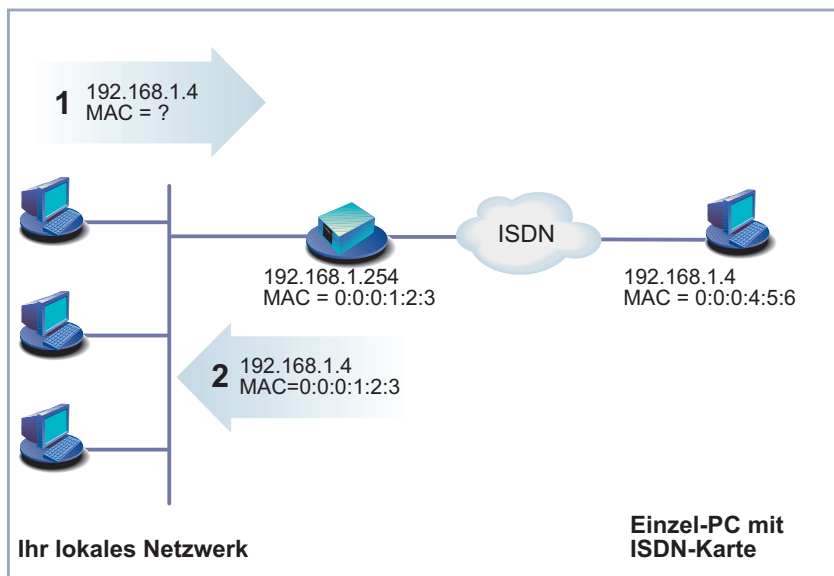 1
192.168.1.4
MAC = ?
ISDN
192.168.1.254
MAC = 0:0:0:1:2:3
192.168.1.4
MAC = 0:0:0:4:5:6
2
192.168.1.4
MAC=0:0:0:1:2:3
Ihr lokales Netzwerk
Einzel-PC mit
ISDN-Karte